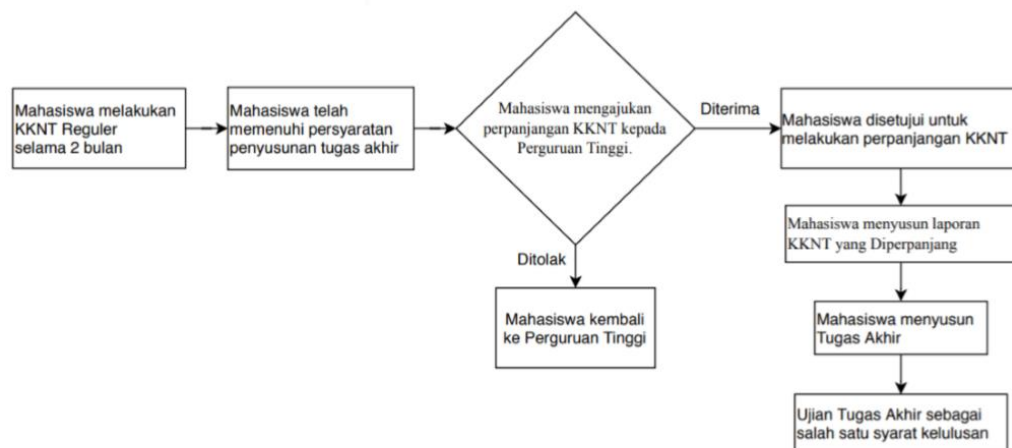 Mahasiswa melakukan
KKNT Reguler
selama 2 bulan
Mahasiswa telah
memenuhi persyaratan
penyusunan tugas akhir
Mahasiswa mengajukan
perpanjangan KKNT kepada
Perguruan Tinggi.
Diterima
Mahasiswa disetujui untuk
melakukan perpanjangan KKNT
Mahasiswa menyusun laporan
KKNT yang Diperpanjang
Ditolak
Mahasiswa kembali
ke Perguruan Tinggi
Mahasiswa menyusun
Tugas Akhir
Ujian Tugas Akhir sebagai
salah satu syarat kelulusan